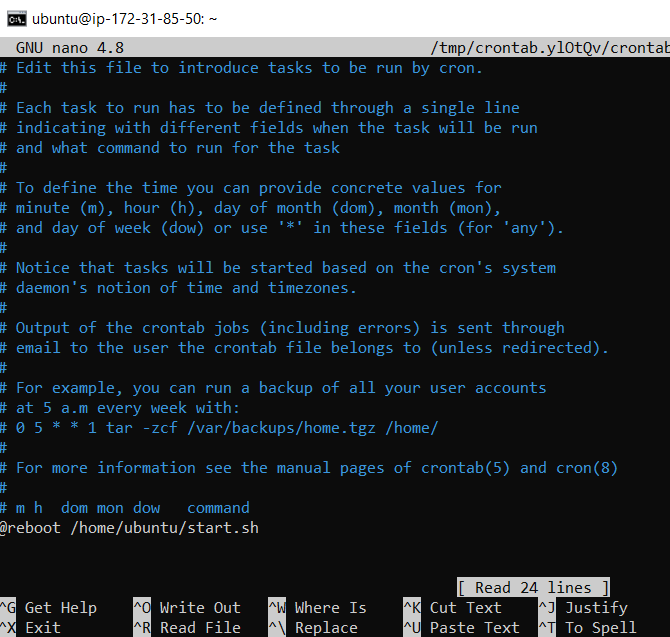 ubuntu@ip-172-31-85-50: ~
GNU nano 4.8 /tmp/crontab.ylOtQv/crontab
# Edit this file to introduce tasks to be run by cron.
#
# Each task to run has to be defined through a single line
# indicating with different fields when the task will be run
# and what command to run for the task
#
# To define the time you can provide concrete values for
# minute (m), hour (h), day of month (dom), month (mon),
# and day of week (dow) or use '*' in these fields (for 'any').
#
# Notice that tasks will be started based on the cron's system
# daemon's notion of time and timezones.
#
# Output of the crontab jobs (including errors) is sent through
# email to the user the crontab file belongs to (unless redirected).
#
# For example, you can run a backup of all your user accounts
# at 5 a.m every week with:
# 0 5 * * 1 tar -zcf /var/backups/home.tgz /home/
#
# For more information see the manual pages of crontab(5) and cron(8)
#
# m h  dom mon dow   command
@reboot /home/ubuntu/start.sh
[ Read 24 lines ]
^G Get Help ^O Write Out ^W Where Is ^K Cut Text ^J Justify
^X Exit ^R Read File ^\ Replace ^U Paste Text ^T To Spell